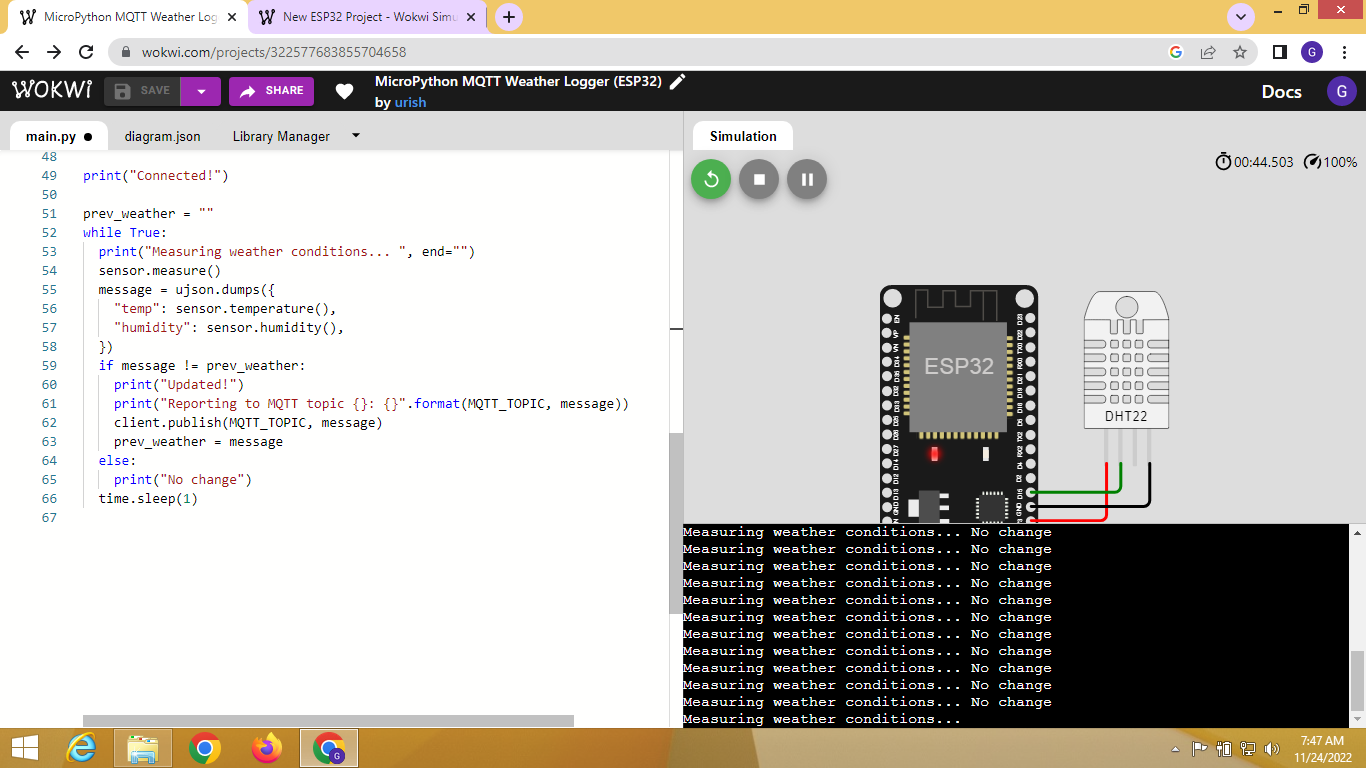 MicroPython MQTT Weather Log
New ESP32 Project - Wokwi Simu
wokwi.com/projects/322577683855704658
G
WOKWI
SAVE
SHARE
MicroPython MQTT Weather Logger (ESP32)
by urish
Docs
G
main.py
diagram.json
Library Manager
Simulation
00:44.503
100%
48
49 print("Connected!")
50
51 prev_weather = ""
52 while True:
53 print("Measuring weather conditions... ", end="")
54 sensor.measure()
55 message = ujson.dumps({
56 "temp": sensor.temperature(),
57 "humidity": sensor.humidity(),
58 })
59 if message != prev_weather:
60 print("Updated!")
61 print("Reporting to MQTT topic {}: {}".format(MQTT_TOPIC, message))
62 client.publish(MQTT_TOPIC, message)
63 prev_weather = message
64 else:
65 print("No change")
66 time.sleep(1)
67
ESP32
EN
DHT22
Measuring weather conditions... No change
Measuring weather conditions... No change
Measuring weather conditions... No change
Measuring weather conditions... No change
Measuring weather conditions... No change
Measuring weather conditions... No change
Measuring weather conditions... No change
Measuring weather conditions... No change
Measuring weather conditions... No change
Measuring weather conditions... No change
Measuring weather conditions... No change
Measuring weather conditions...
G
7:47 AM
11/24/2022